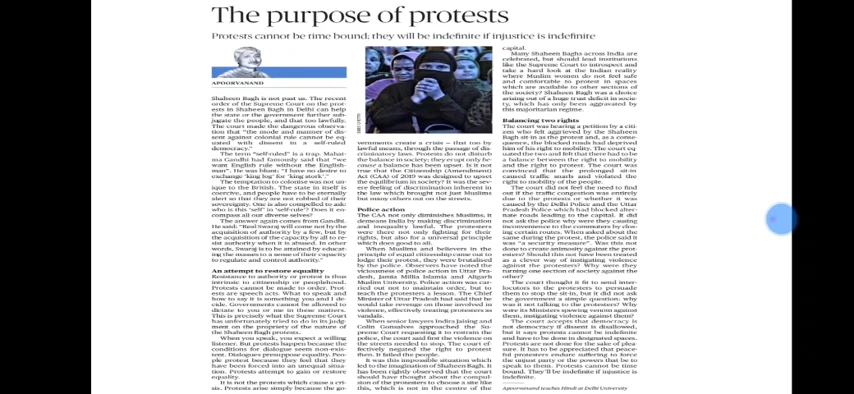 The purpose of protests
Protests cannot be time bound; they will be indefinite if injustice is indefinite
APOORVANAND
Shaheen Bagh is not past us. The recent
order of the Supreme Court on the prot-
ests in Shaheen Bagh in Delhi can help
the state or the government further sub-
jugate the people, and that too lawfully.
The court made the dangerous observa-
tion that "the mode and manner of dis-
sent against colonial rule cannot be eq-
uated with dissent in a self-ruled
democracy."
The term "self-ruled" is a trap. Mahat-
ma Gandhi had famously said that "we
want English rule without the English-
man". He was blunt: "I have no desire to
exchange 'king log' for 'king stork'."
The temptation to colonise was not un-
ique to the British. The state in itself is
coercive, and people have to be eternally
alert so that they are not robbed of their
sovereignty. One is also compelled to ask:
who is this 'self' in 'self-rule'? Does it en-
compass all our diverse selves?
The answer again comes from Gandhi.
He said: "Real Swaraj will come not by the
acquisition of authority by a few, but by
the acquisition of the capacity by all to re-
sist authority when it is abused. In other
words, Swaraj is to be attained by educat-
ing the masses to a sense of their capacity
to regulate and control authority."
An attempt to restore equality
Resistance to authority or protest is thus
intrinsic to citizenship or peoplehood.
Protests cannot be made to order. Prot-
ests are speech acts. What to speak and
how to say it is something you and I de-
cide. Governments cannot be allowed to
dictate to you or me in these matters.
This is precisely what the Supreme Court
has unfortunately tried to do in its judg-
ment on the propriety of the nature of
the Shaheen Bagh protests.
When you speak, you expect a willing
listener. But protests happen because the
conditions for dialogue seem non-exis-
tent. Dialogues presuppose equality. Peo-
ple protest because they feel that they
have been forced into an unequal situa-
tion. Protests attempt to gain or restore
equality.
It is not the protests which cause a cri-
sis. Protests arise simply because the go-
vernments create a crisis — that too by
lawful means, through the passage of dis-
criminatory laws. Protests do not disturb
the balance in society; they erupt only be-
cause a balance has been upset. Is it not
true that the Citizenship (Amendment)
Act (CAA) of 2019 was designed to upset
the equilibrium in society? It was the sh-
eer feeling of discrimination inherent in
the law which brought not just Muslims
but many others out on the streets.
Police action
The CAA not only diminishes Muslims, it
demeans India by making discrimination
and inequality lawful. The protesters
were there not only fighting for their
rights, but also for a universal principle
which does good to all.
When Muslims and believers in the
principle of equal citizenship came out to
lodge their protest, they were brutalised
by the police. Observers have noted the
viciousness of police action in Uttar Pra-
desh, Jamia Millia Islamia and Aligarh
Muslim University. Police action was car-
ried out not to maintain order, but to
teach the protesters a lesson. The Chief
Minister of Uttar Pradesh had said that he
would take revenge on those involved in
violence, effectively treating protesters as
vandals.
When senior lawyers Indira Jaising and
Colin Gonsalves approached the Su-
preme Court requesting it to restrain the
police, the court said first the violence on
the streets needed to stop. The court ef-
fectively negated the right to protest
then. It failed the people.
It was this impossible situation which
led to the imagination of Shaheen Bagh. It
has been rightly observed that the court
should have thought about the compul-
sion of the protesters to choose a site like
this, which is not in the centre of the
capital.
Many Shaheen Baghs across India are
celebrated, but should lead institutions
like the Supreme Court to introspect and
take a hard look at the Indian reality
where Muslim women do not feel safe
and comfortable to protest in spaces
which are available to other sections of
the society? Shaheen Bagh was a choice
arising out of a huge trust deficit in socie-
ty, which has only been aggravated by
this majoritarian regime.
Balancing two rights
The court was hearing a petition by a citi-
zen who felt aggrieved by the Shaheen
Bagh sit-in as the protest and, as a conse-
quence, the blocked roads had deprived
him of his right to mobility. The court eq-
uated the two and felt that there had to be
a balance between the right to mobility
and the right to protest. The court was
convinced that the prolonged sit-in
caused traffic snarls and violated the
right to mobility of the people.
The court did not feel the need to find
out if the traffic congestion was entirely
due to the protests or whether it was
caused by the Delhi Police and the Uttar
Pradesh Police which had blocked alter-
nate roads leading to the capital. It did
not ask the police why they were causing
inconvenience to the commuters by clos-
ing certain routes. When asked about the
same during the protest, the police said it
was "a security measure". Was this not
done to create animosity against the prot-
esters? Should this not have been treated
as a clever way of instigating violence
against the protesters? Why were they
turning one section of society against the
other?
The court thought it fit to send inter-
locutors to the protesters to persuade
them to snap the sit-in, but it did not ask
the government a simple question: why
was it not talking to the protesters? Why
were its Ministers spewing venom against
them, instigating violence against them?
The court accepts that democracy is
not democracy if dissent is disallowed,
but it says protests cannot be indefinite
and have to be done in designated spaces.
Protests are not done for the sake of plea-
sure. It has to be appreciated that peace-
ful protesters endure suffering to force
the unjust party or the powers that be to
speak to them. Protests cannot be time
bound. They'll be indefinite if injustice is
indefinite.
Apoorvanand teaches Hindi at Delhi University